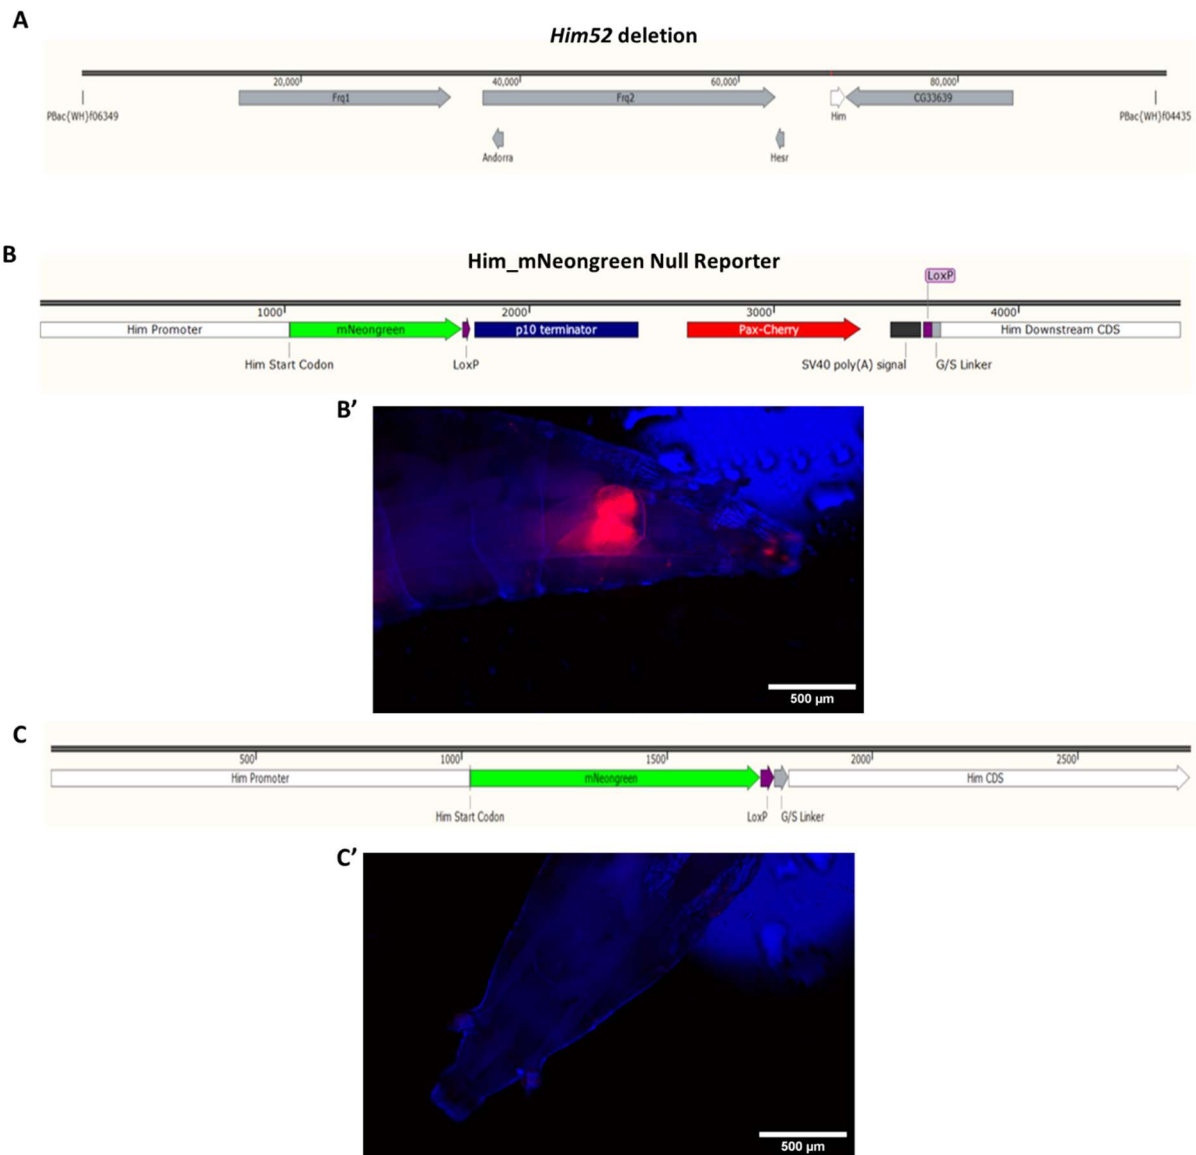 A
Him52 deletion
20,000 40,000 60,000 80,000
Frq1 Frq2 CG33639
PBac{WH}f06349 Him PBac{WH}f04435
Andorra Hesr
B
Him_mNeongreen Null Reporter
LoxP
1000 2000 3000 4000
Him Promoter mNeongreen p10 terminator Pax-Cherry Him Downstream CDS
Him Start Codon LoxP SV40 poly(A) signal G/S Linker
B’
500 µm
C
500 1000 1500 2000 2500
Him Promoter mNeongreen Him CDS
Him Start Codon LoxP G/S Linker
C’
500 µm